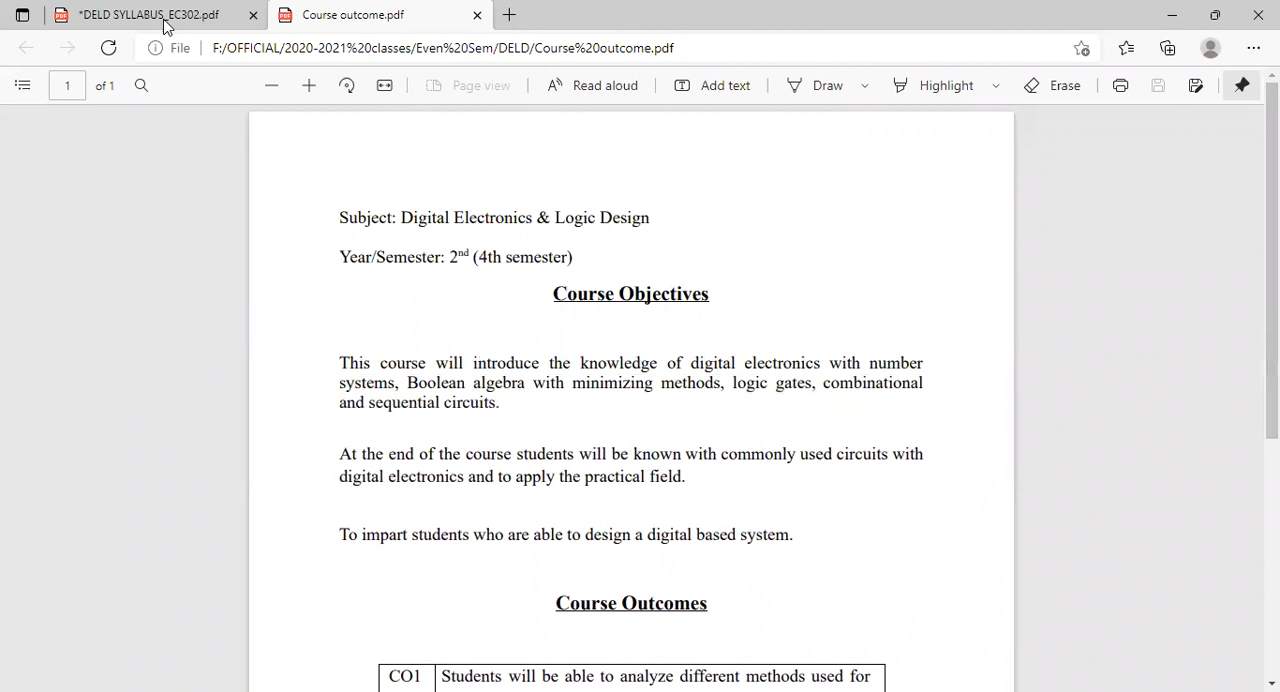 *DELD SYLLABUS_EC302.pdf
Course outcome.pdf
File
F:/OFFICIAL/2020-2021%20classes/Even%20Sem/DELD/Course%20outcome.pdf
1 of 1
Page view
Read aloud
Add text
Draw
Highlight
Erase
Subject: Digital Electronics & Logic Design
Year/Semester: 2nd (4th semester)
Course Objectives
This course will introduce the knowledge of digital electronics with number
systems, Boolean algebra with minimizing methods, logic gates, combinational
and sequential circuits.
At the end of the course students will be known with commonly used circuits with
digital electronics and to apply the practical field.
To impart students who are able to design a digital based system.
Course Outcomes
CO1 Students will be able to analyze different methods used for